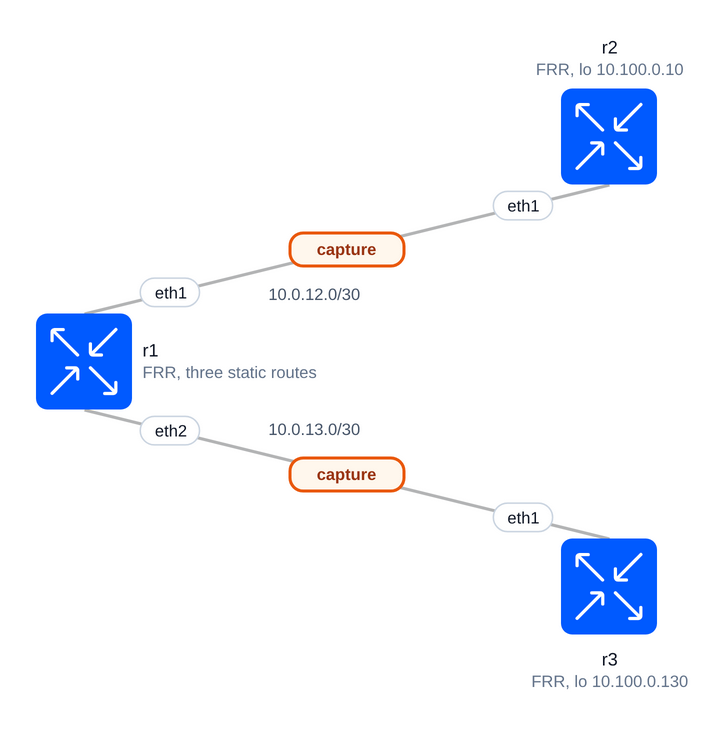 r2
FRR, lo 10.100.0.10
eth1
capture
eth1
10.0.12.0/30
r1
FRR, three static routes
eth2
10.0.13.0/30
capture
eth1
r3
FRR, lo 10.100.0.130